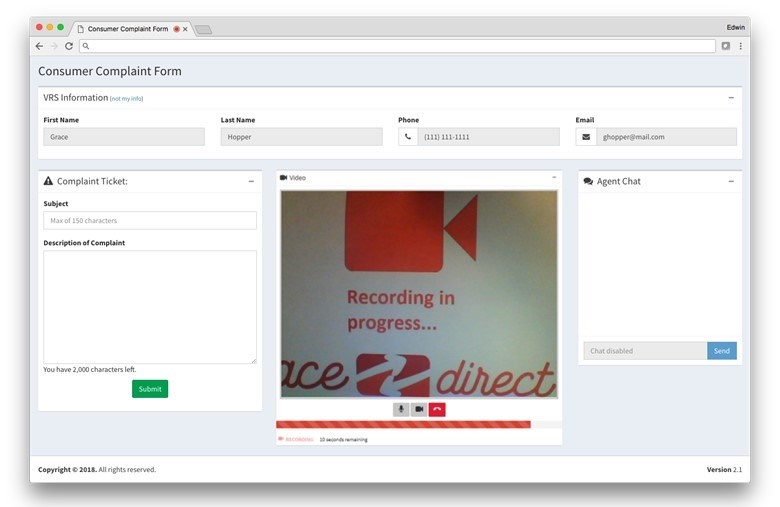 Consumer Complaint Form
Edwin
Consumer Complaint Form
VRS Information (not my info)
First Name
Last Name
Phone
Email
Grace
Hopper
(111) 111-1111
ghopper@mail.com
Complaint Ticket:
Subject
Max of 150 characters
Description of Complaint
You have 2,000 characters left.
Submit
Video
Recording in
progress...
ace direct
RECORDING 10 seconds remaining
Agent Chat
Chat disabled
Send
Copyright © 2018. All rights reserved.
Version 2.1